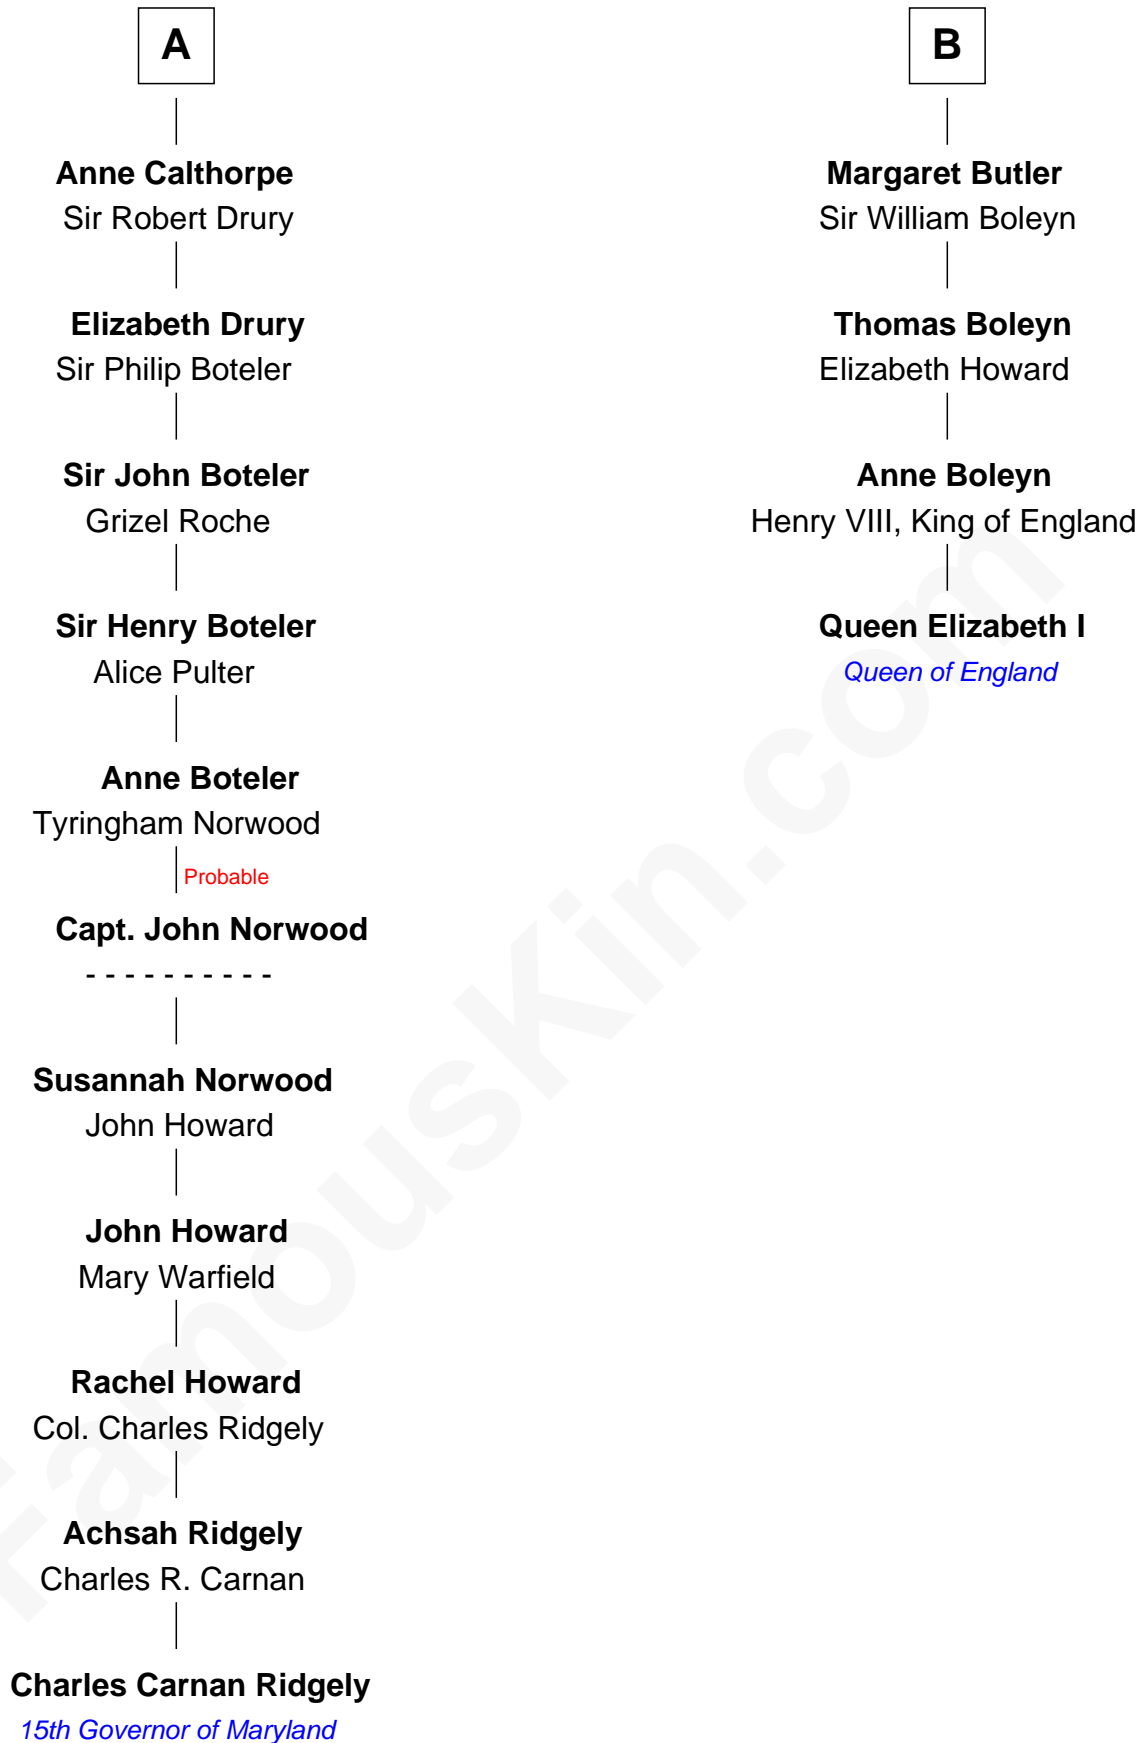 A
Anne Calthorpe
Sir Robert Drury
Elizabeth Drury
Sir Philip Boteler
Sir John Boteler
Grizel Roche
Sir Henry Boteler
Alice Pulter
Anne Boteler
Tyringham Norwood
Probable
Capt. John Norwood
- - - - - - - - - -
Susannah Norwood
John Howard
John Howard
Mary Warfield
Rachel Howard
Col. Charles Ridgely
Achsah Ridgely
Charles R. Carnan
Charles Carnan Ridgely
15th Governor of Maryland
B
Margaret Butler
Sir William Boleyn
Thomas Boleyn
Elizabeth Howard
Anne Boleyn
Henry VIII, King of England
Queen Elizabeth I
Queen of England
FamousKin.com